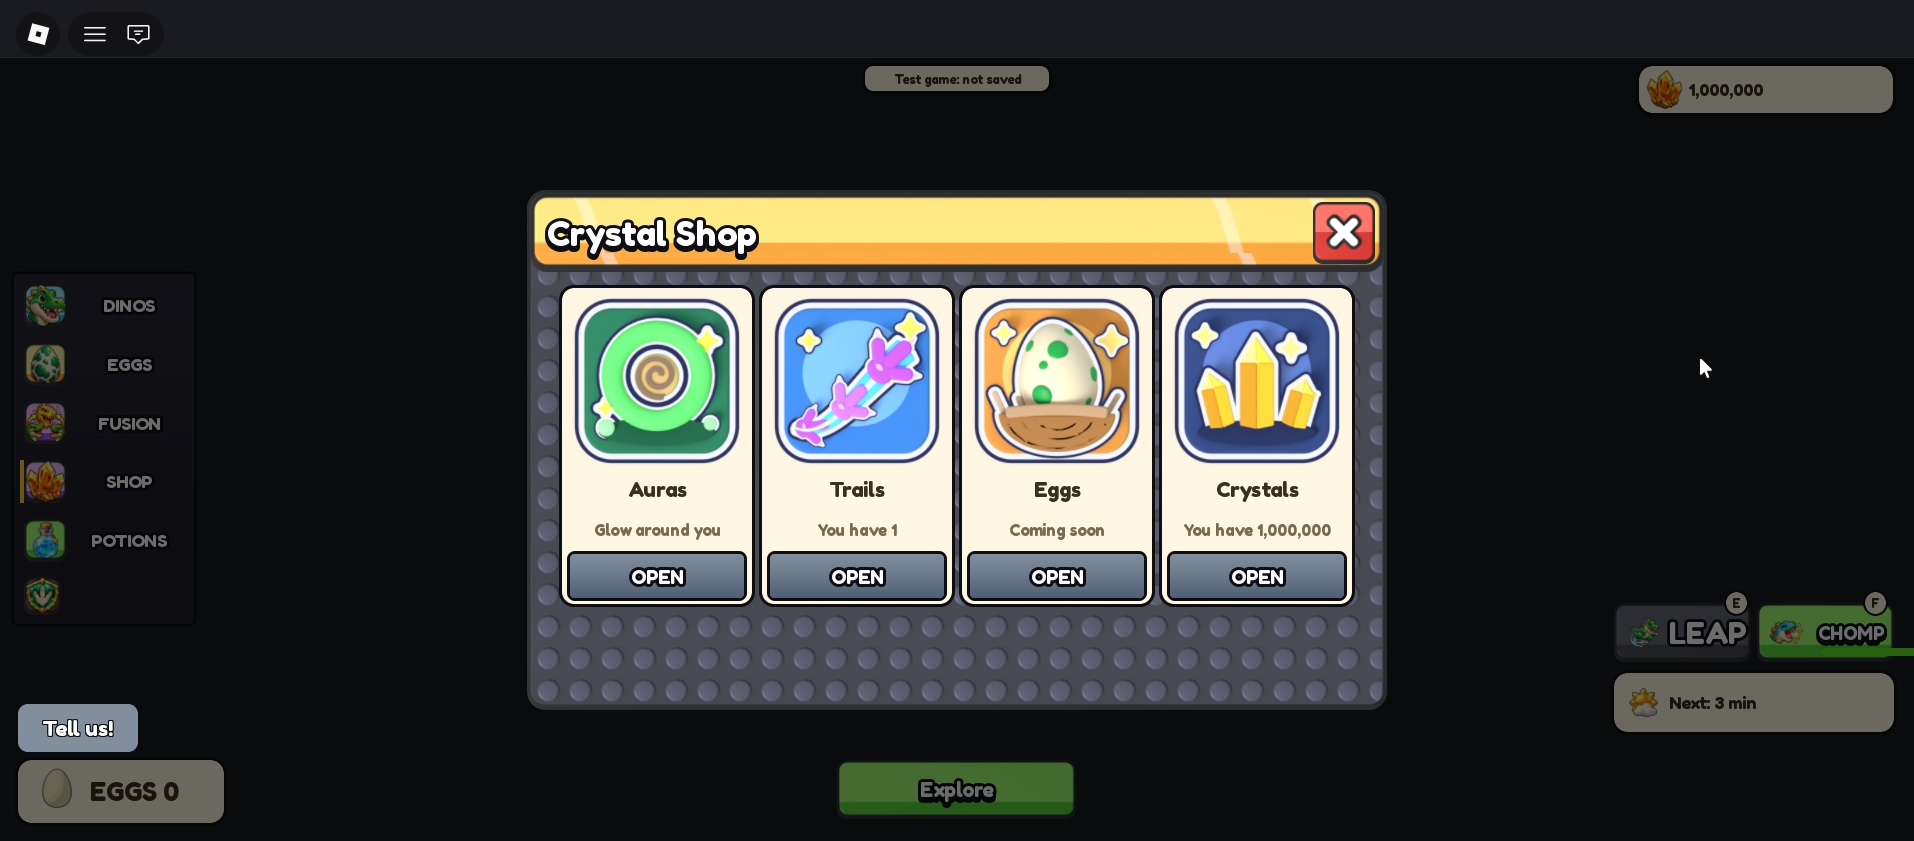 Test game: not saved
1,000,000
Crystal Shop
DINOS
EGGS
FUSION
SHOP
POTIONS
Auras
Glow around you
OPEN
Trails
You have 1
OPEN
Eggs
Coming soon
OPEN
Crystals
You have 1,000,000
OPEN
E
LEAP
F
CHOMP
Next: 3 min
Tell us!
EGGS 0
Explore